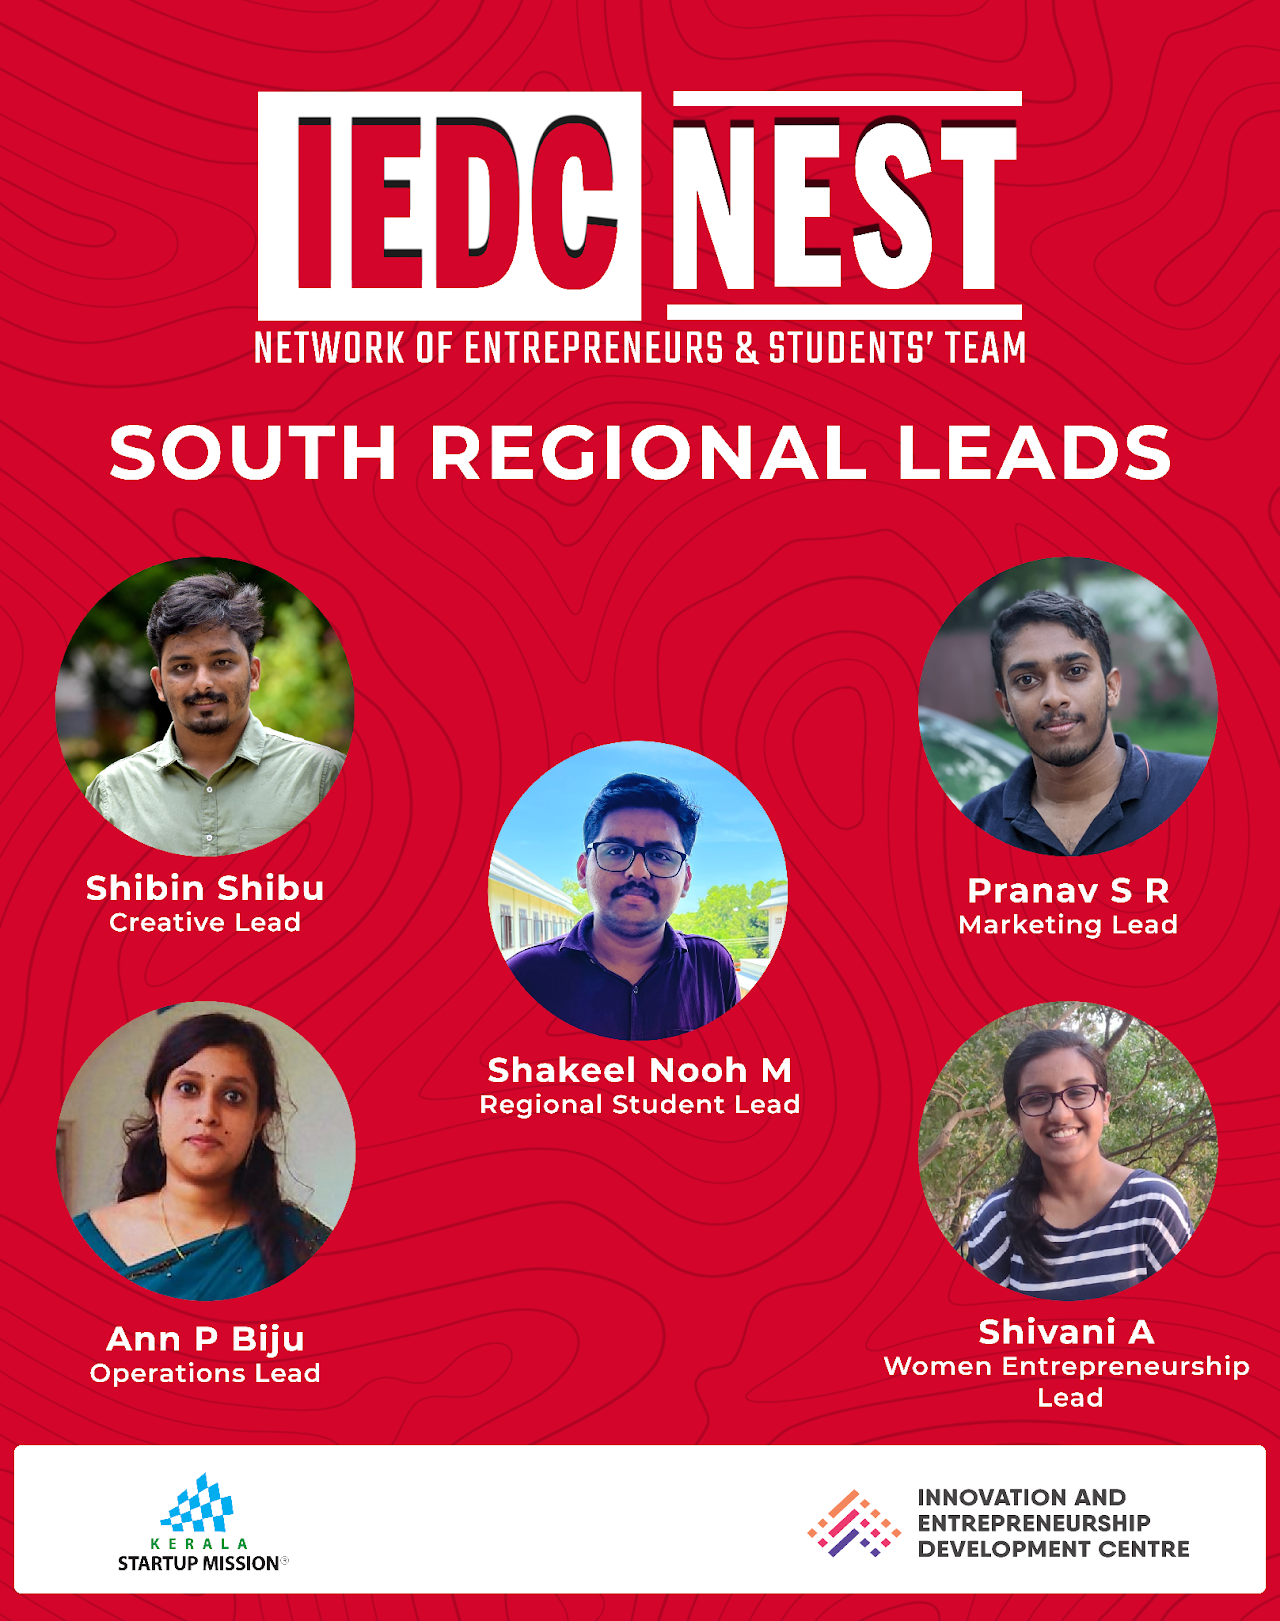 IEDC NEST
NETWORK OF ENTREPRENEURS & STUDENTS' TEAM
SOUTH REGIONAL LEADS
Shibin Shibu
Creative Lead
Pranav S R
Marketing Lead
Shakeel Nooh M
Regional Student Lead
Ann P Biju
Operations Lead
Shivani A
Women Entrepreneurship
Lead
KERALA
STARTUP MISSION®
INNOVATION AND
ENTREPRENEURSHIP
DEVELOPMENT CENTRE